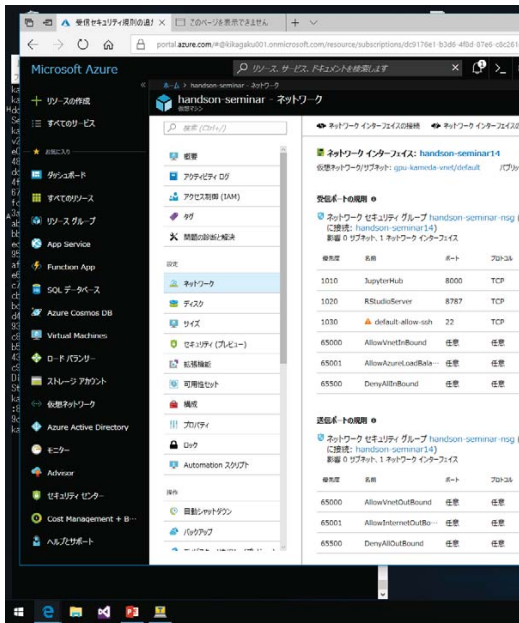 受信セキュリティ規則の追加
このページを表示できません
portal.azure.com/#@kikagaku001.onmicrosoft.com/resource/subscriptions/dc9176e1-b3d6-4f8d-87e6-c6c261
Microsoft Azure
リソース、サービス、ドキュメントを検索します
ホーム > handson-seminar - ネットワーク
handson-seminar - ネットワーク
仮想マシン
リソースの作成
すべてのサービス
お気に入り
ダッシュボード
すべてのリソース
リソース グループ
App Service
Function App
SQL データベース
Azure Cosmos DB
Virtual Machines
ロード バランサー
ストレージ アカウント
仮想ネットワーク
Azure Active Directory
モニター
Advisor
セキュリティ センター
Cost Management + B…
ヘルプとサポート
検索 (Ctrl+/)
概要
アクティビティ ログ
アクセス制御 (IAM)
タグ
問題の診断と解決
設定
ネットワーク
ディスク
サイズ
セキュリティ (プレビュー)
拡張機能
可用性セット
構成
プロパティ
ロック
Automation スクリプト
操作
自動シャットダウン
バックアップ
ネットワーク インターフェイスの接続
ネットワーク インターフェイスの
ネットワーク インターフェイス: handson-seminar14
仮想ネットワーク/サブネット: gpu-kameda-vnet/default
パブリッ
受信ポートの規則
ネットワーク セキュリティ グループ handson-seminar-nsg (
に接続: handson-seminar14)
影響 0 サブネット、1 ネットワーク インターフェイス
優先度 名前 ポート プロトコル
1010 JupyterHub 8000 TCP
1020 RStudioServer 8787 TCP
1030 default-allow-ssh 22 TCP
65000 AllowVnetInBound 任意 任意
65001 AllowAzureLoadBala… 任意 任意
65500 DenyAllInBound 任意 任意
送信ポートの規則
ネットワーク セキュリティ グループ handson-seminar-nsg (
に接続: handson-seminar14)
影響 0 サブネット、1 ネットワーク インターフェイス
優先度 名前 ポート プロトコル
65000 AllowVnetOutBound 任意 任意
65001 AllowInternetOutBo… 任意 任意
65500 DenyAllOutBound 任意 任意